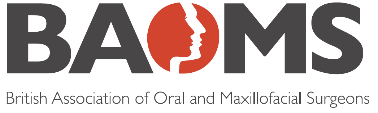 BAOMS
British Association of Oral and Maxillofacial Surgeons